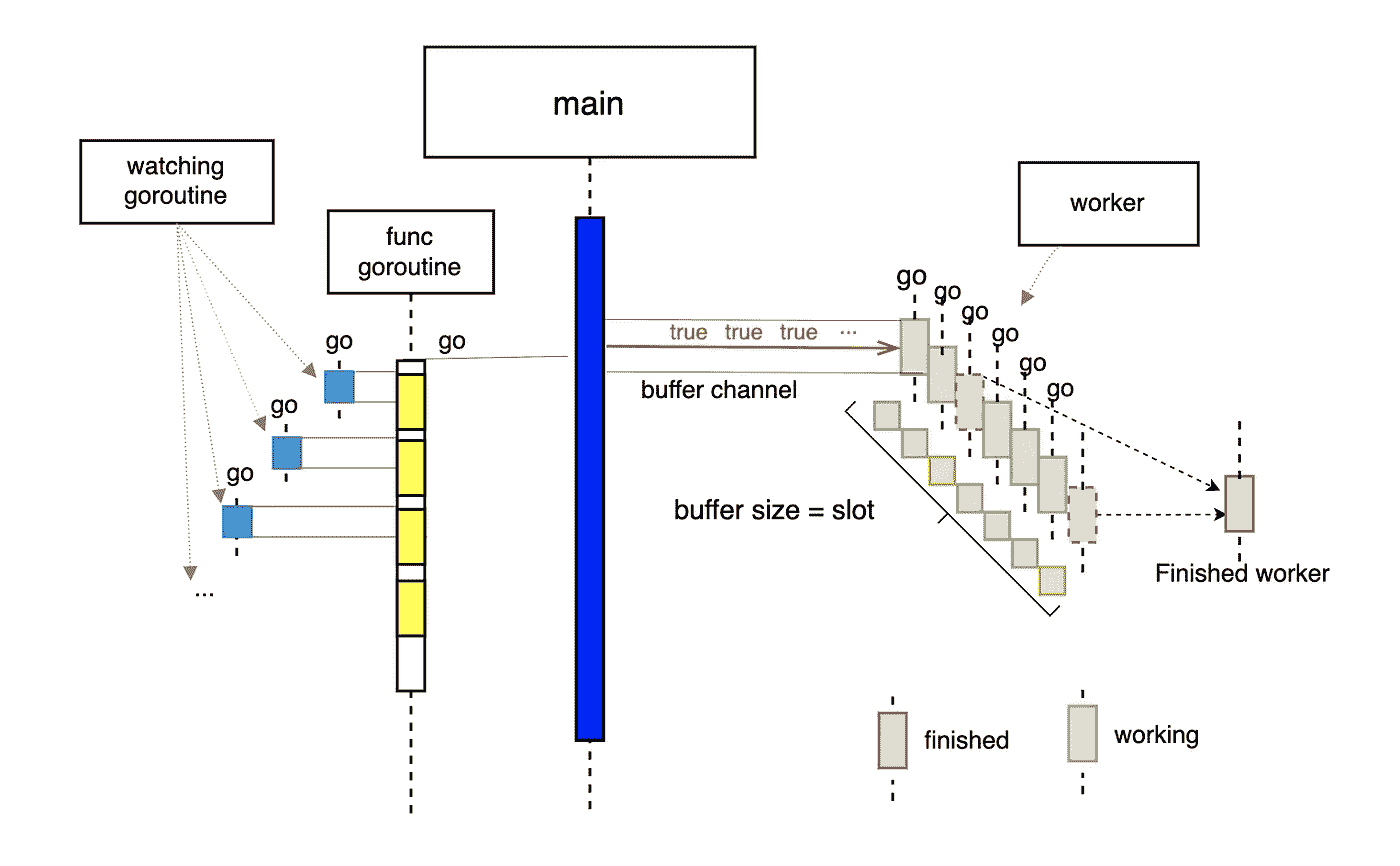 main
watching
goroutine
worker
func
goroutine
go
go
go
go
go
go
true true true ...
go
go
go
buffer channel
go
go
buffer size = slot
Finished worker
...
finished
working